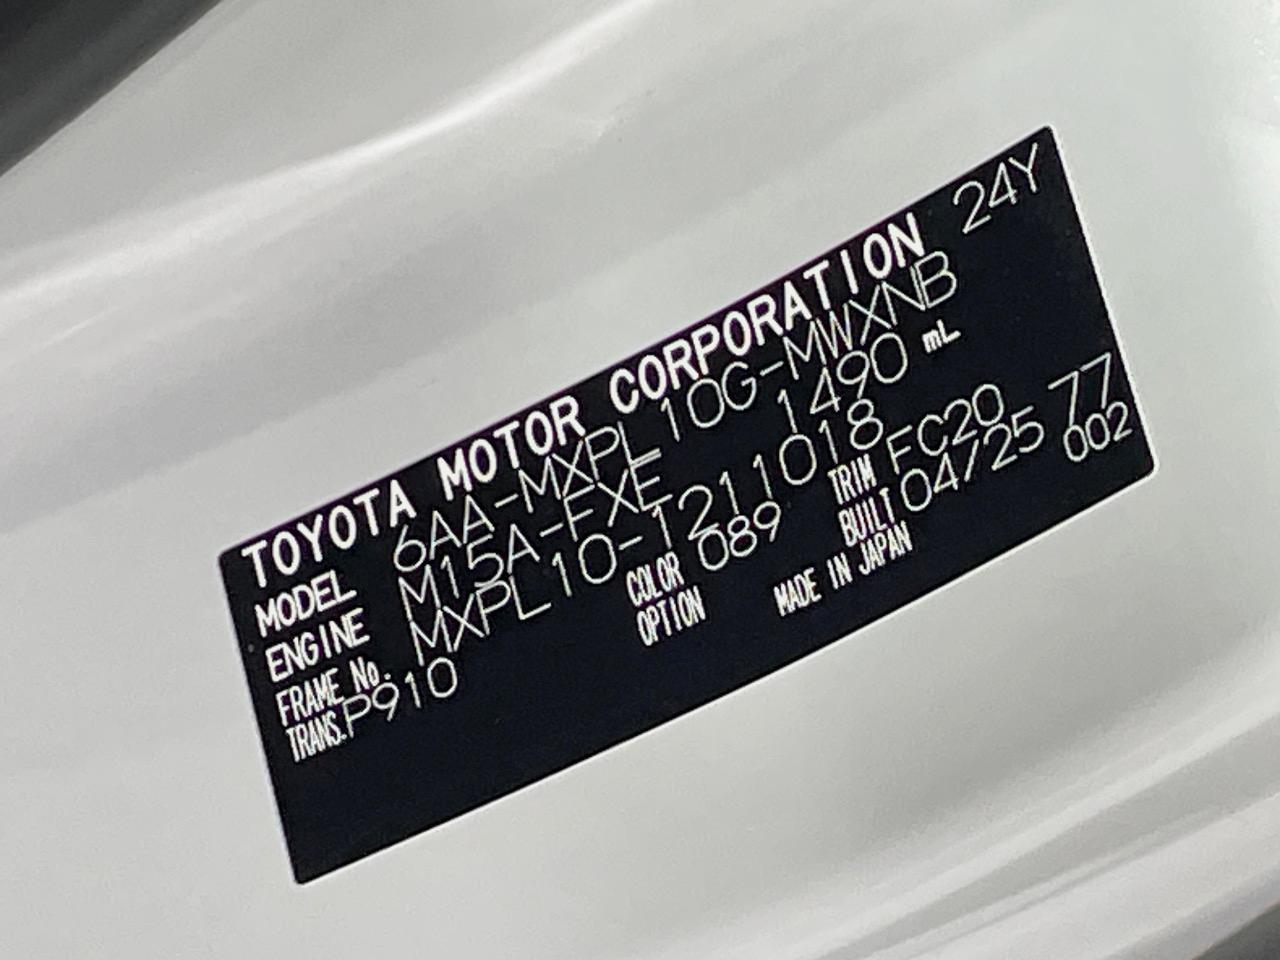 TOYOTA MOTOR CORPORATION 24Y
MODEL 6AA-MXPL10G-MWXNB
ENGINE M15A-FXE 1490 mL
FRAME No. MXPL10-1211018
TRANS. P910 COLOR 089 TRIM FC20 77
OPTION BUILT 04/25 002
MADE IN JAPAN